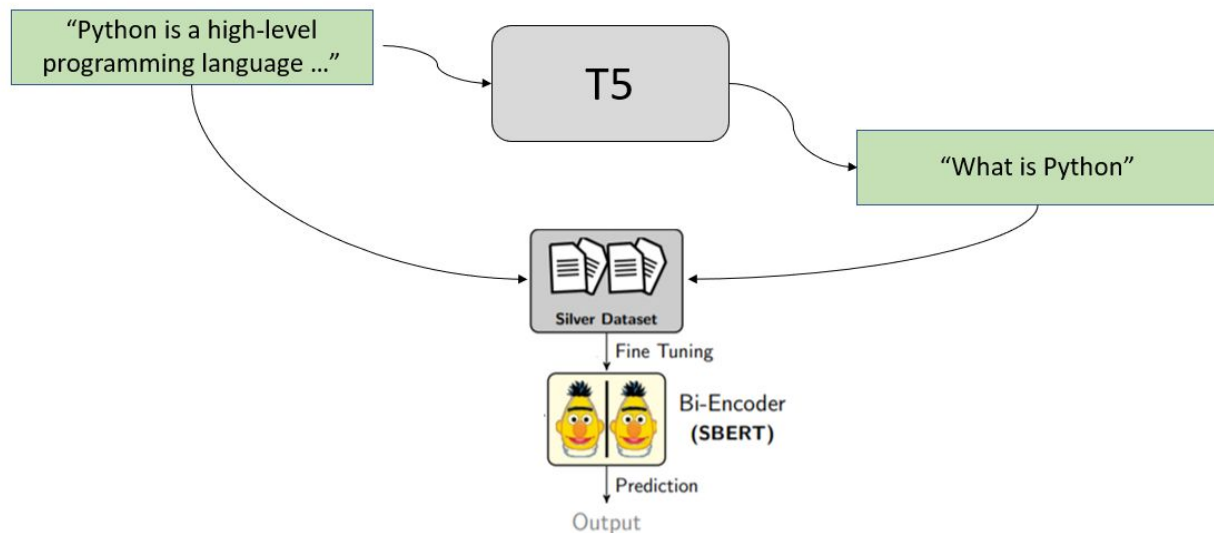 “Python is a high-level
programming language ...”
T5
“What is Python”
Silver Dataset
Fine Tuning
Bi-Encoder
(SBERT)
Prediction
Output